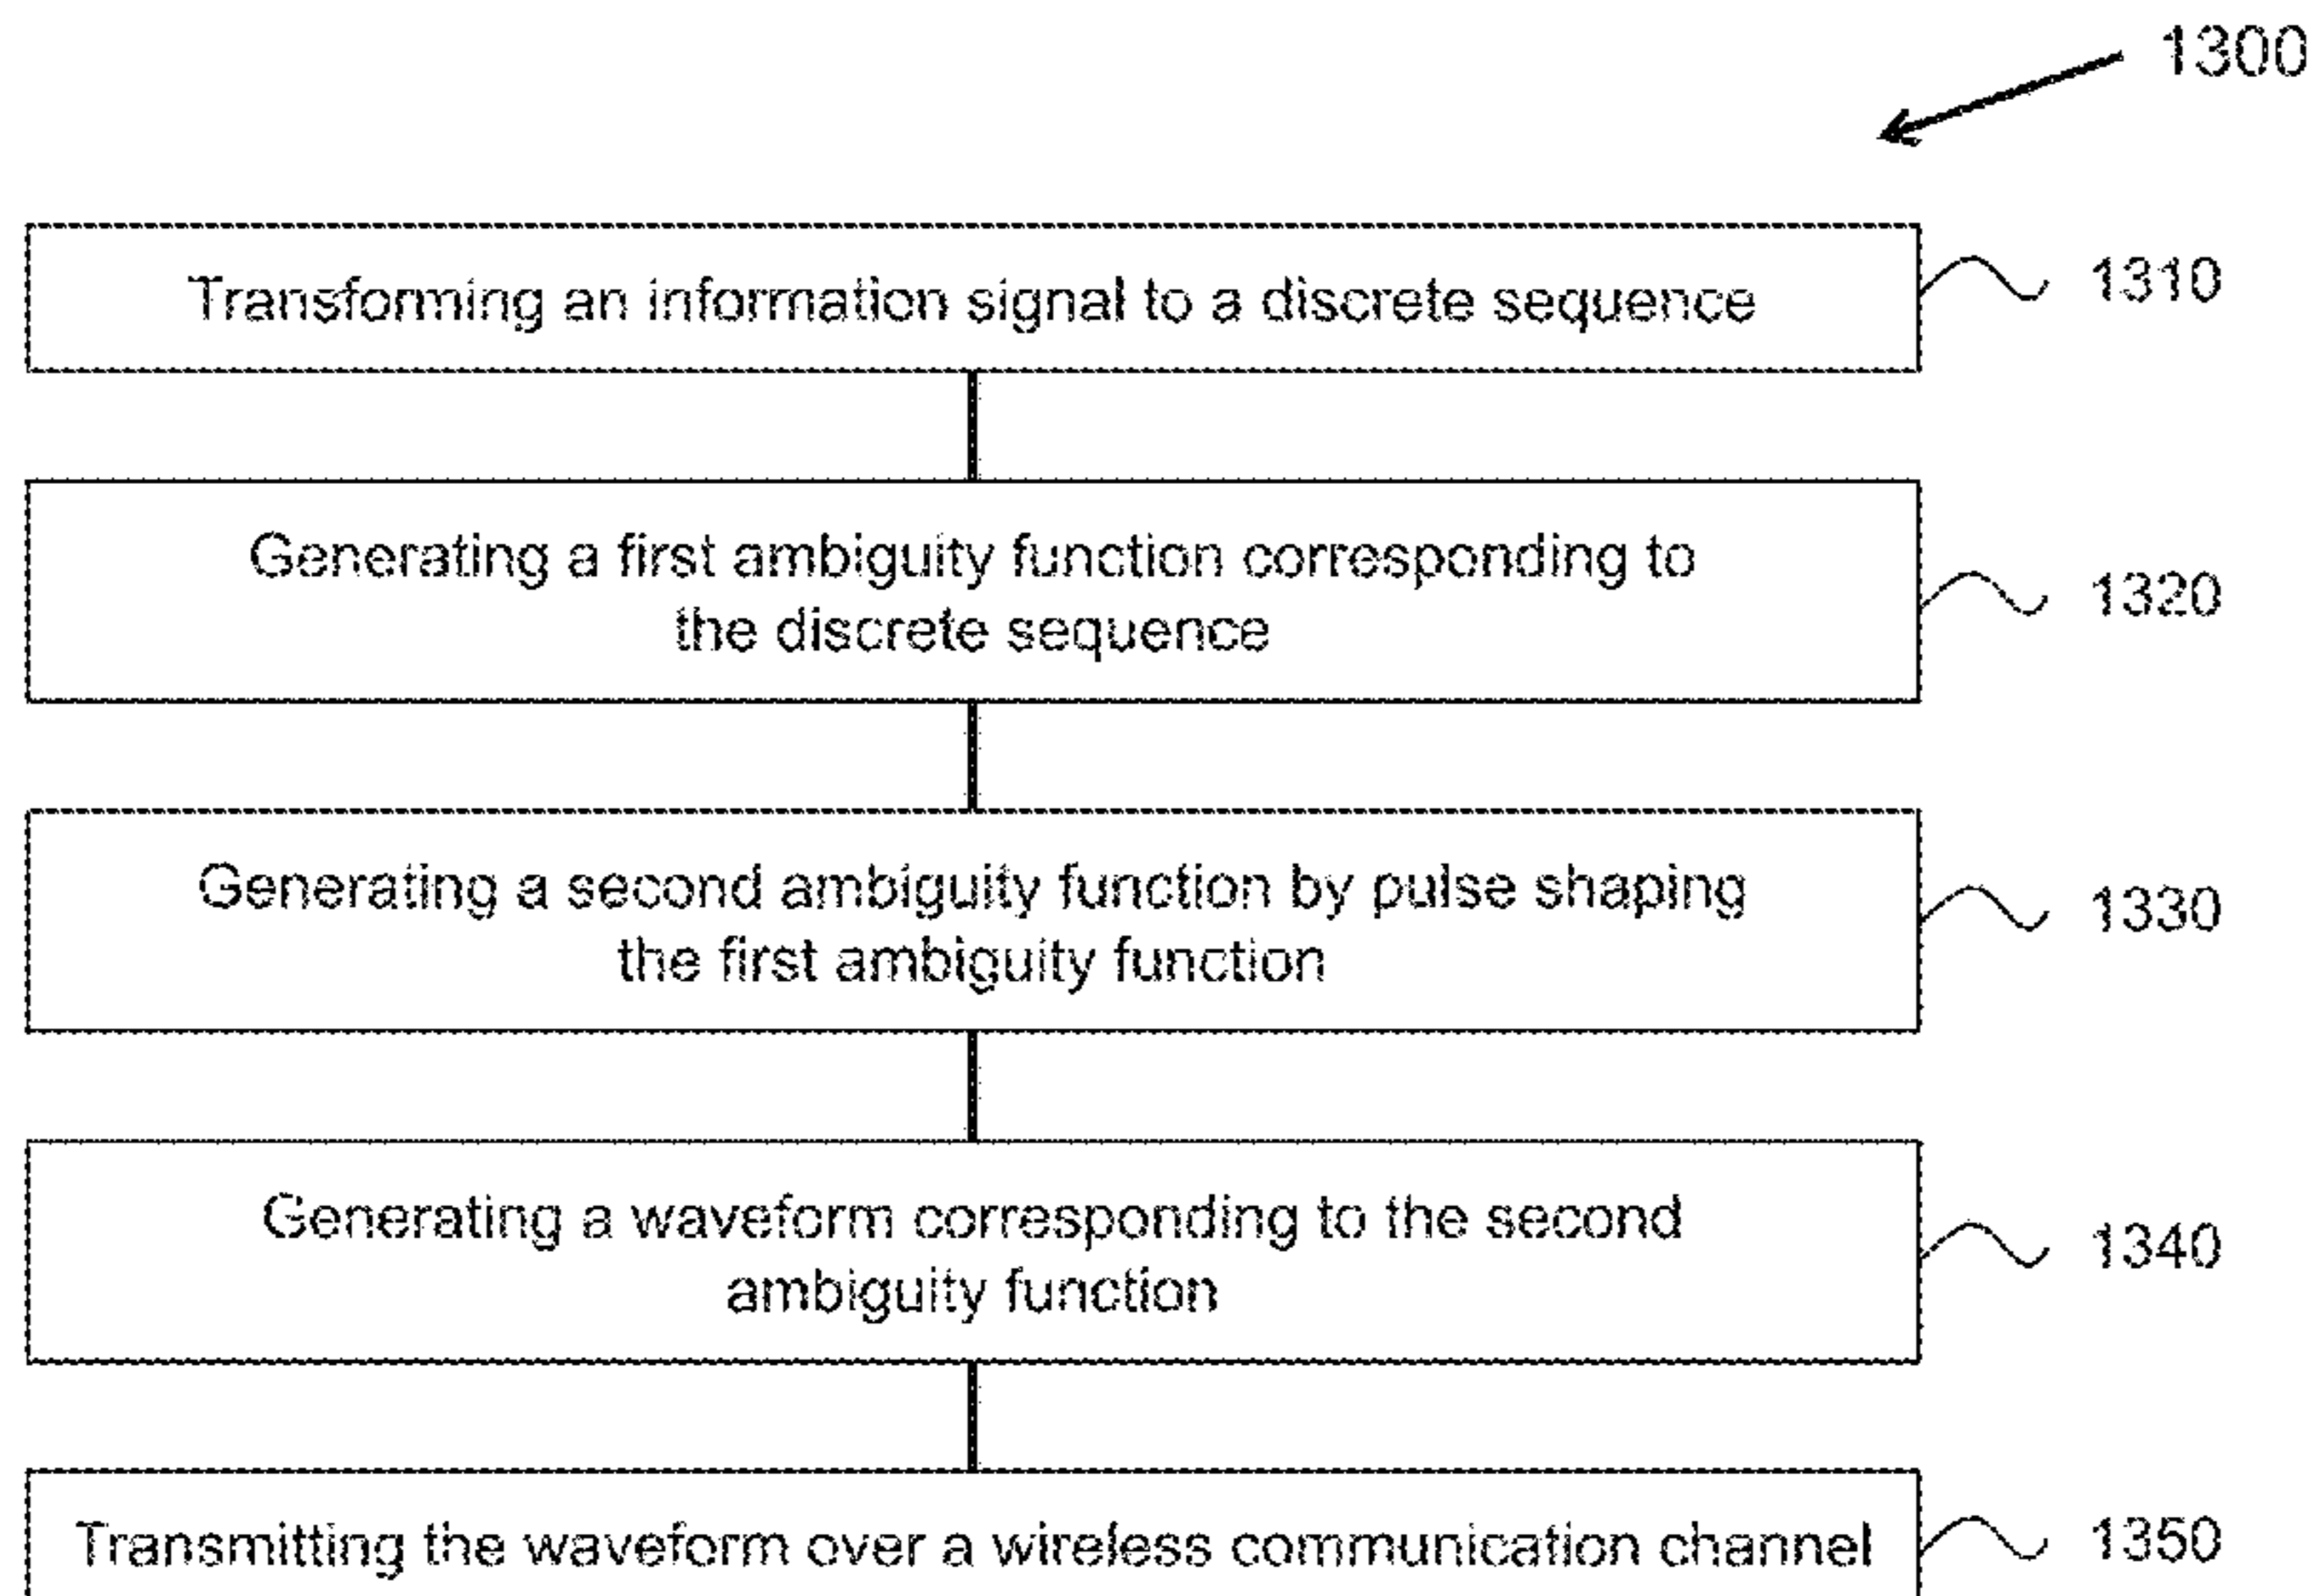 1300
Transforming an information signal to a discrete sequence
1310
Generating a first ambiguity function corresponding to
the discrete sequence
1320
Generating a second ambiguity function by pulse shaping
the first ambiguity function
1330
Generating a waveform corresponding to the second
ambiguity function
1340
Transmitting the waveform over a wireless communication channel
1350